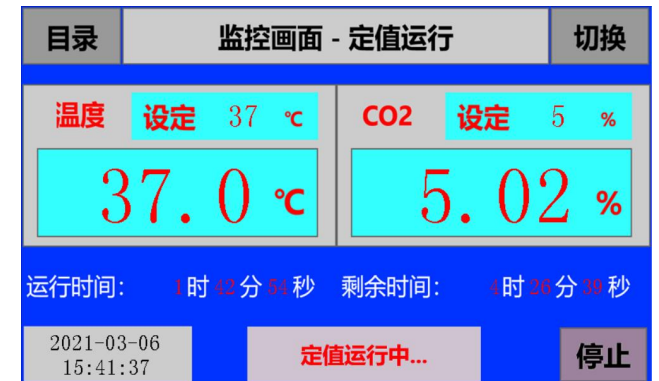 目录 监控画面 - 定值运行 切换
温度 设定 37 ℃ CO2 设定 5 %
37.0 ℃ 5.02 %
运行时间: 1时42分54秒 剩余时间: 4时26分39秒
2021-03-06
15:41:37
定值运行中...
停止